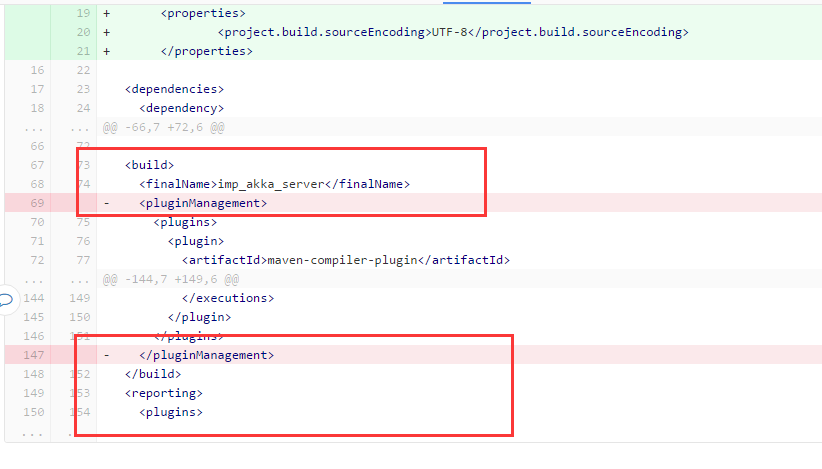 19 + <properties>
20 + <project.build.sourceEncoding>UTF-8</project.build.sourceEncoding>
21 + </properties>
16 22
17 23 <dependencies>
18 24 <dependency>
... ... @@ -66,7 +72,6 @@
66 72
67 73 <build>
68 74 <finalName>imp_akka_server</finalName>
69 - <pluginManagement>
70 75 <plugins>
71 76 <plugin>
72 77 <artifactId>maven-compiler-plugin</artifactId>
... ... @@ -144,7 +149,6 @@
144 149 </executions>
145 150 </plugin>
146 151 </plugins>
147 - </pluginManagement>
148 152 </build>
149 153 <reporting>
150 154 <plugins>
... ...